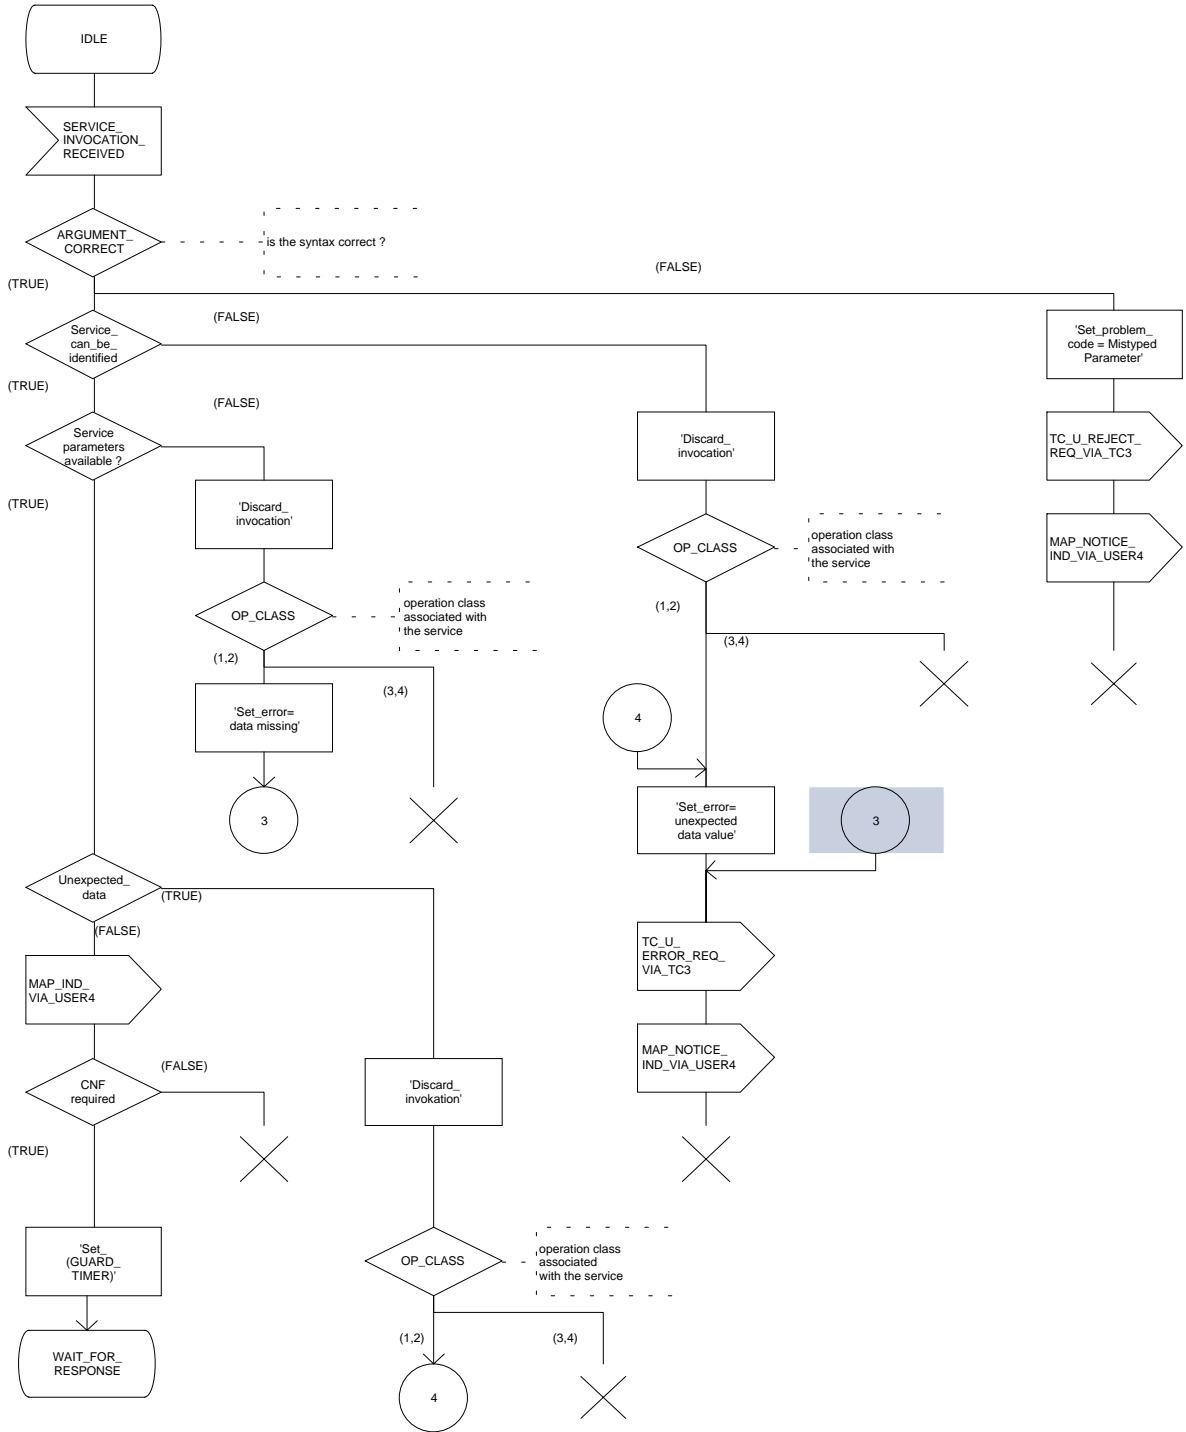 IDLE
SERVICE_
INVOCATION_
RECEIVED
ARGUMENT_
CORRECT
is the syntax correct ?
(TRUE)
(FALSE)
Service_
can_be_
identified
(FALSE)
'Set_problem_
code = Mistyped
Parameter'
(TRUE)
(FALSE)
Service
parameters
available ?
'Discard_
invocation'
TC_U_REJECT_
REQ_VIA_TC3
(TRUE)
'Discard_
invocation'
OP_CLASS
operation class
associated with
the service
MAP_NOTICE_
IND_VIA_USER4
OP_CLASS
operation class
associated with
the service
(1,2)
(3,4)
(1,2)
(3,4)
'Set_error=
data missing'
4
3
'Set_error=
unexpected
data value'
3
Unexpected_
data
(TRUE)
(FALSE)
TC_U_
ERROR_REQ_
VIA_TC3
MAP_IND_
VIA_USER4
MAP_NOTICE_
IND_VIA_USER4
CNF
required
(FALSE)
'Discard_
invokation'
(TRUE)
'Set_
(GUARD_
TIMER)'
OP_CLASS
operation class
associated
with the service
(1,2)
(3,4)
WAIT_FOR_
RESPONSE
4